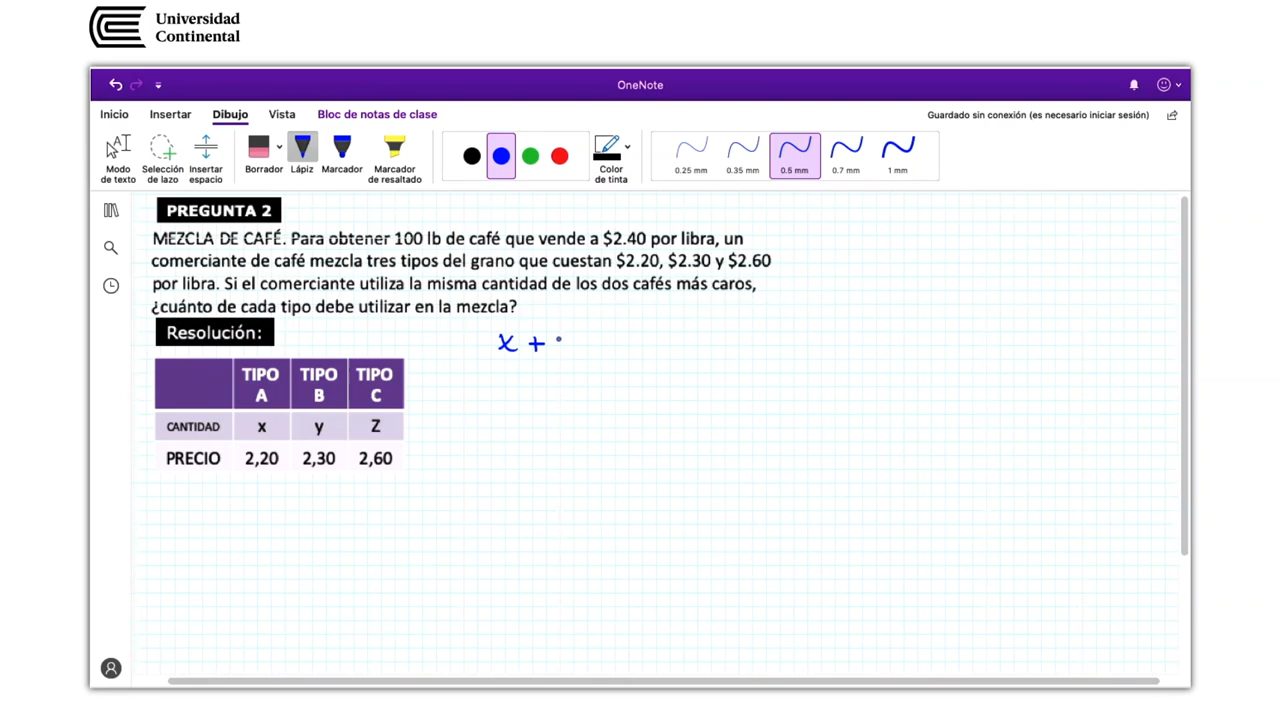 Universidad
Continental
OneNote
Inicio Insertar Dibujo Vista Bloc de notas de clase
Guardado sin conexión (es necesario iniciar sesión)
Modo de texto
Selección de lazo
Insertar espacio
Borrador
Lápiz
Marcador
Marcador de resaltado
Color de tinta
0.25 mm 0.35 mm 0.5 mm 0.7 mm 1 mm
PREGUNTA 2
MEZCLA DE CAFÉ. Para obtener 100 lb de café que vende a $2.40 por libra, un
comerciante de café mezcla tres tipos del grano que cuestan $2.20, $2.30 y $2.60
por libra. Si el comerciante utiliza la misma cantidad de los dos cafés más caros,
¿cuánto de cada tipo debe utilizar en la mezcla?
Resolución:
x +
TIPO A TIPO B TIPO C
CANTIDAD x y Z
PRECIO 2,20 2,30 2,60